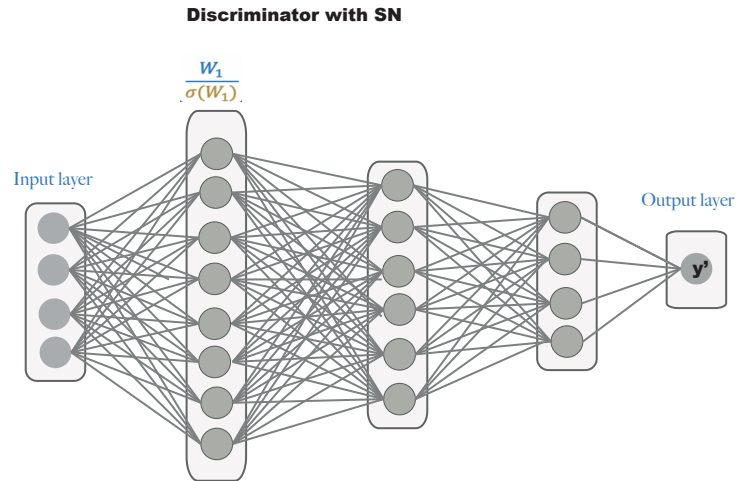 Discriminator with SN
W₁
σ(W₁)
Input layer
Output layer
y’